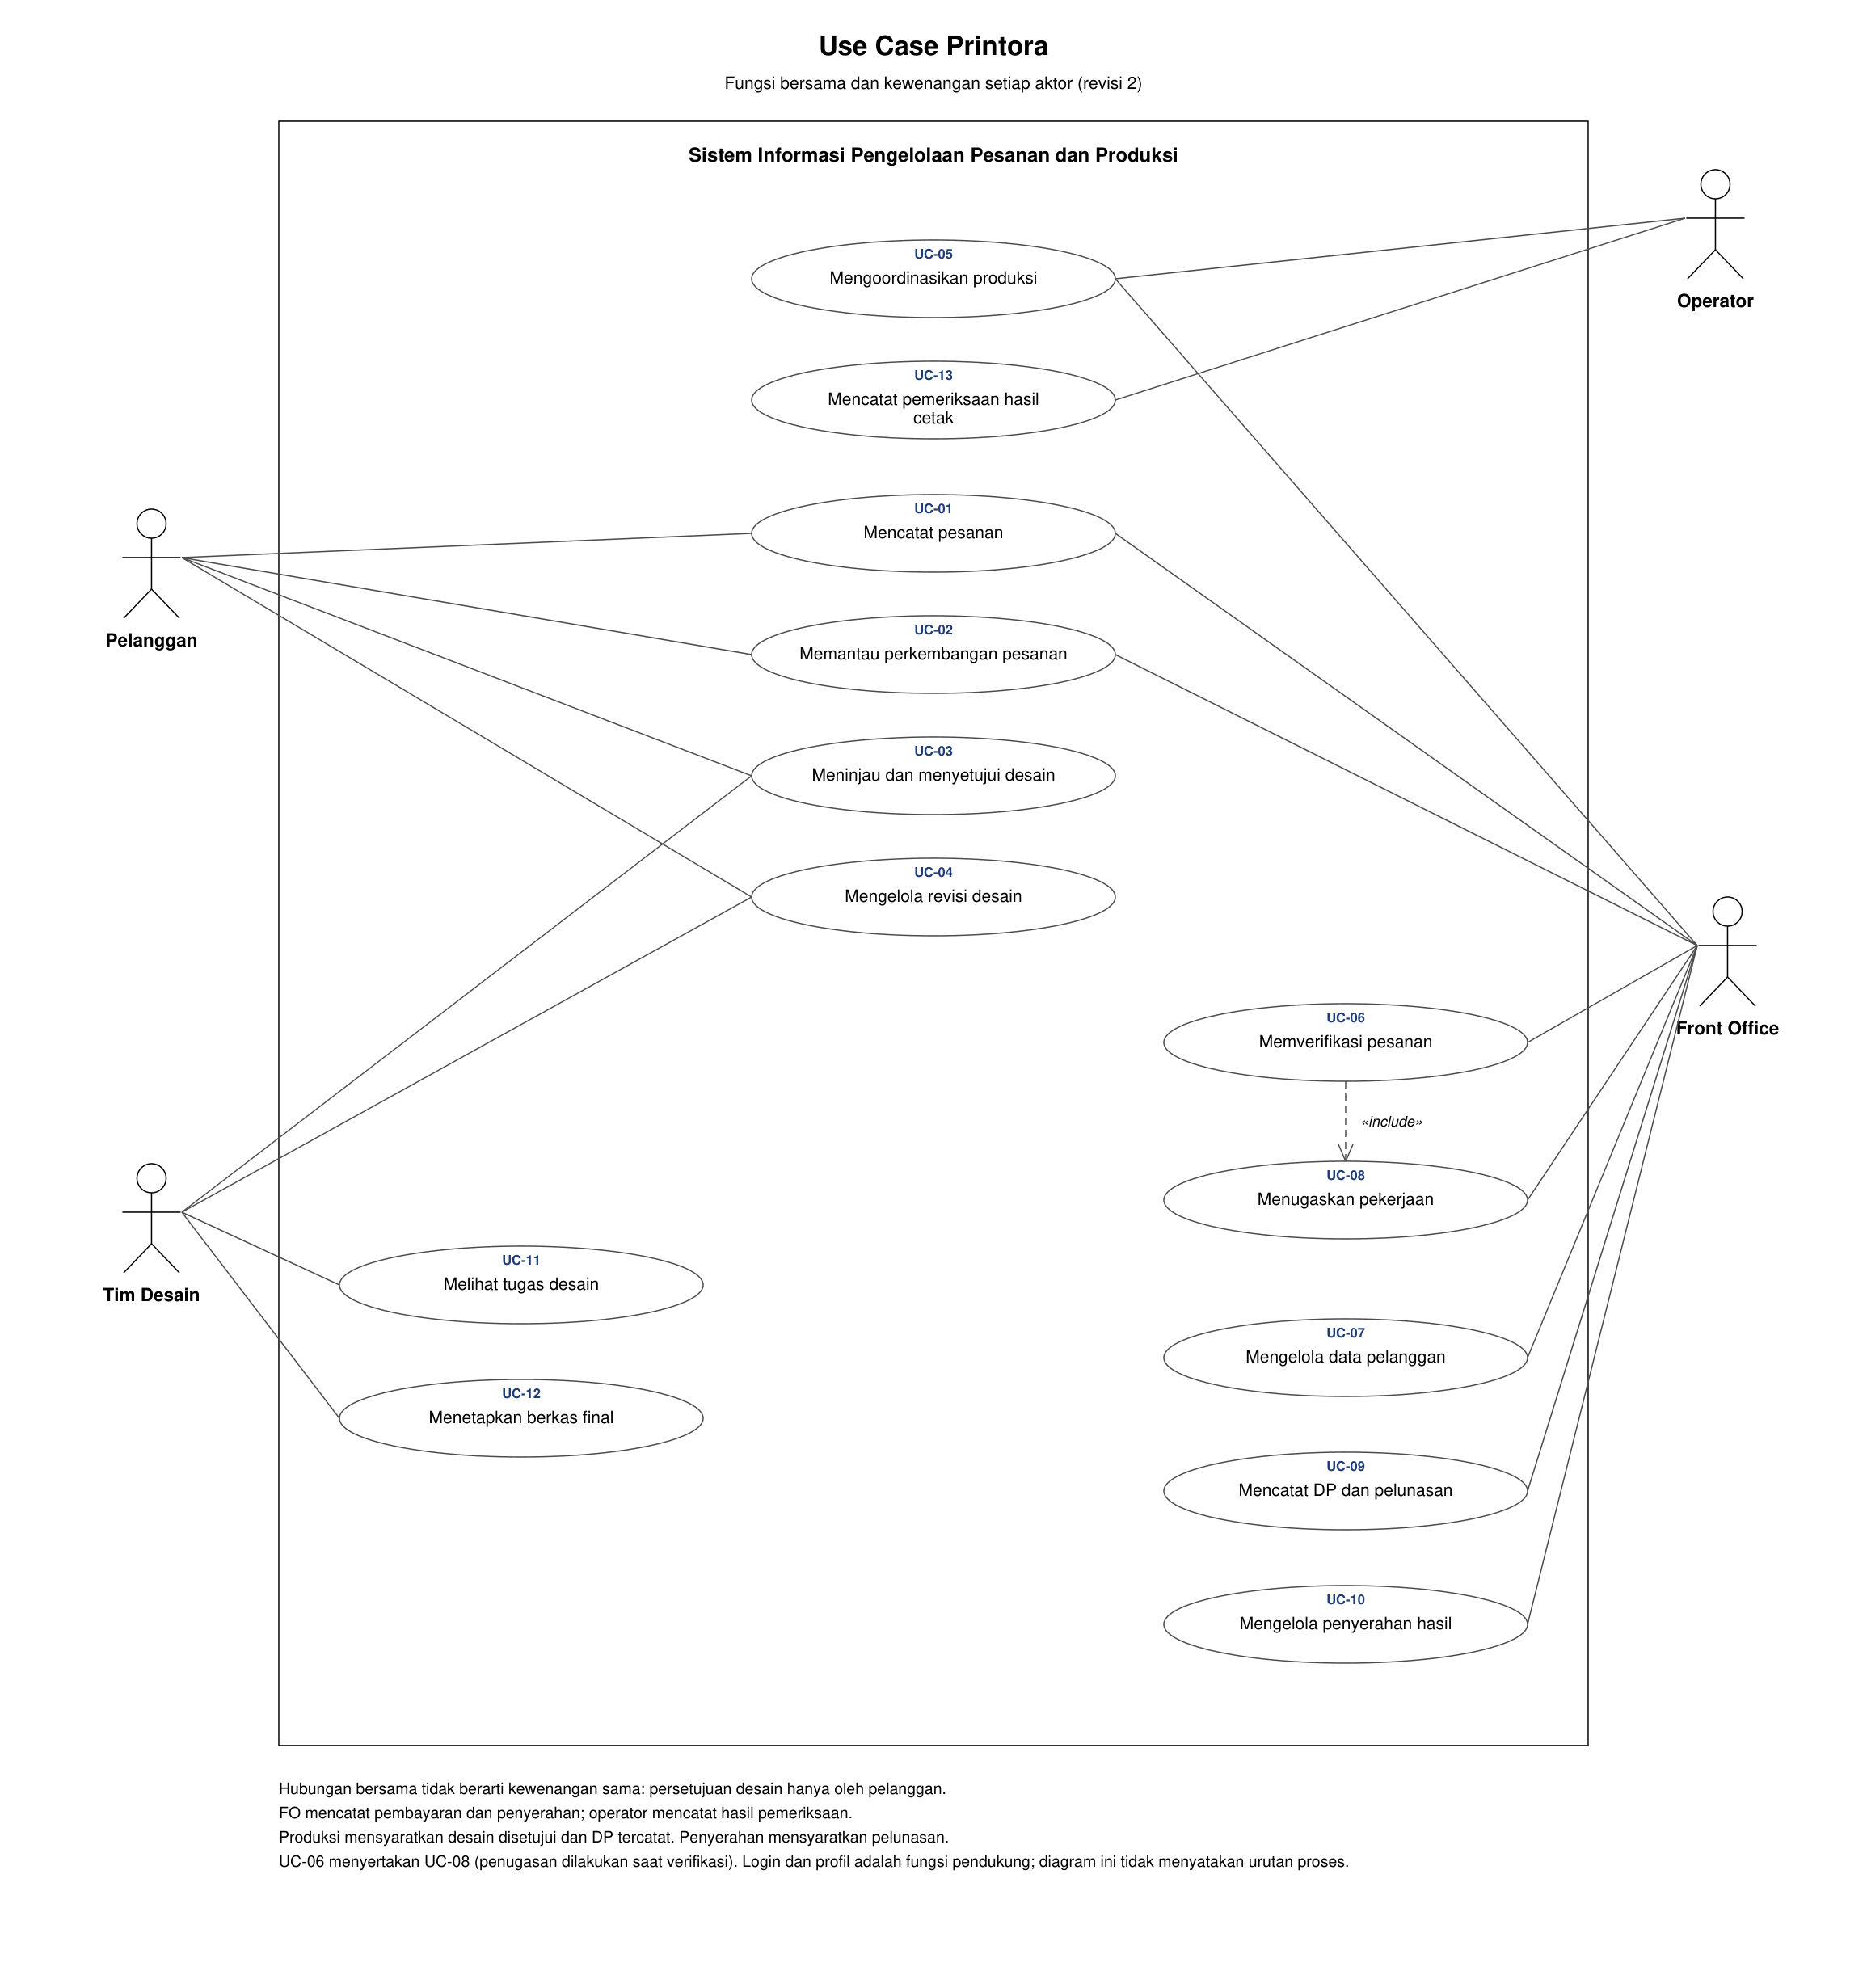 Use Case Printora
Fungsi bersama dan kewenangan setiap aktor (revisi 2)
Sistem Informasi Pengelolaan Pesanan dan Produksi
UC-05
Mengoordinasikan produksi
Operator
UC-13
Mencatat pemeriksaan hasil
cetak
UC-01
Mencatat pesanan
Pelanggan
UC-02
Memantau perkembangan pesanan
UC-03
Meninjau dan menyetujui desain
UC-04
Mengelola revisi desain
UC-06
Memverifikasi pesanan
Front Office
«include»
UC-08
Menugaskan pekerjaan
UC-11
Melihat tugas desain
Tim Desain
UC-07
Mengelola data pelanggan
UC-12
Menetapkan berkas final
UC-09
Mencatat DP dan pelunasan
UC-10
Mengelola penyerahan hasil
Hubungan bersama tidak berarti kewenangan sama: persetujuan desain hanya oleh pelanggan.
FO mencatat pembayaran dan penyerahan; operator mencatat hasil pemeriksaan.
Produksi mensyaratkan desain disetujui dan DP tercatat. Penyerahan mensyaratkan pelunasan.
UC-06 menyertakan UC-08 (penugasan dilakukan saat verifikasi). Login dan profil adalah fungsi pendukung; diagram ini tidak menyatakan urutan proses.